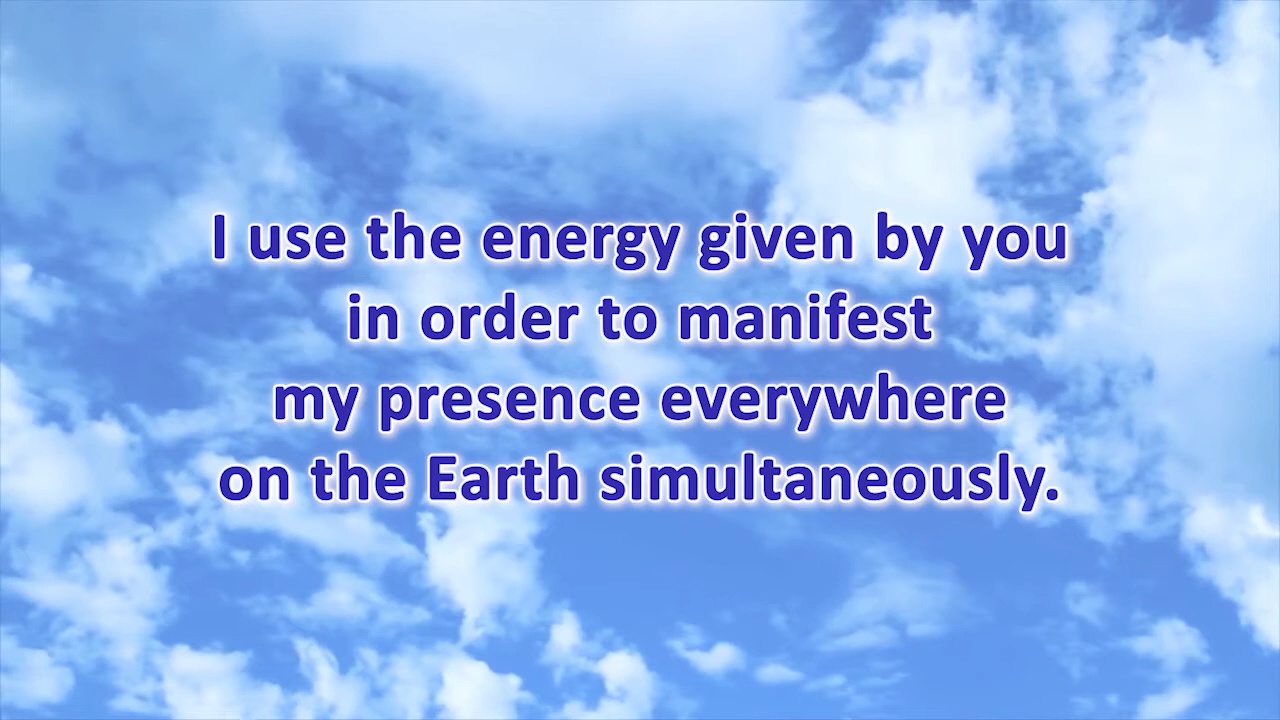 I use the energy given by you
in order to manifest
my presence everywhere
on the Earth simultaneously.